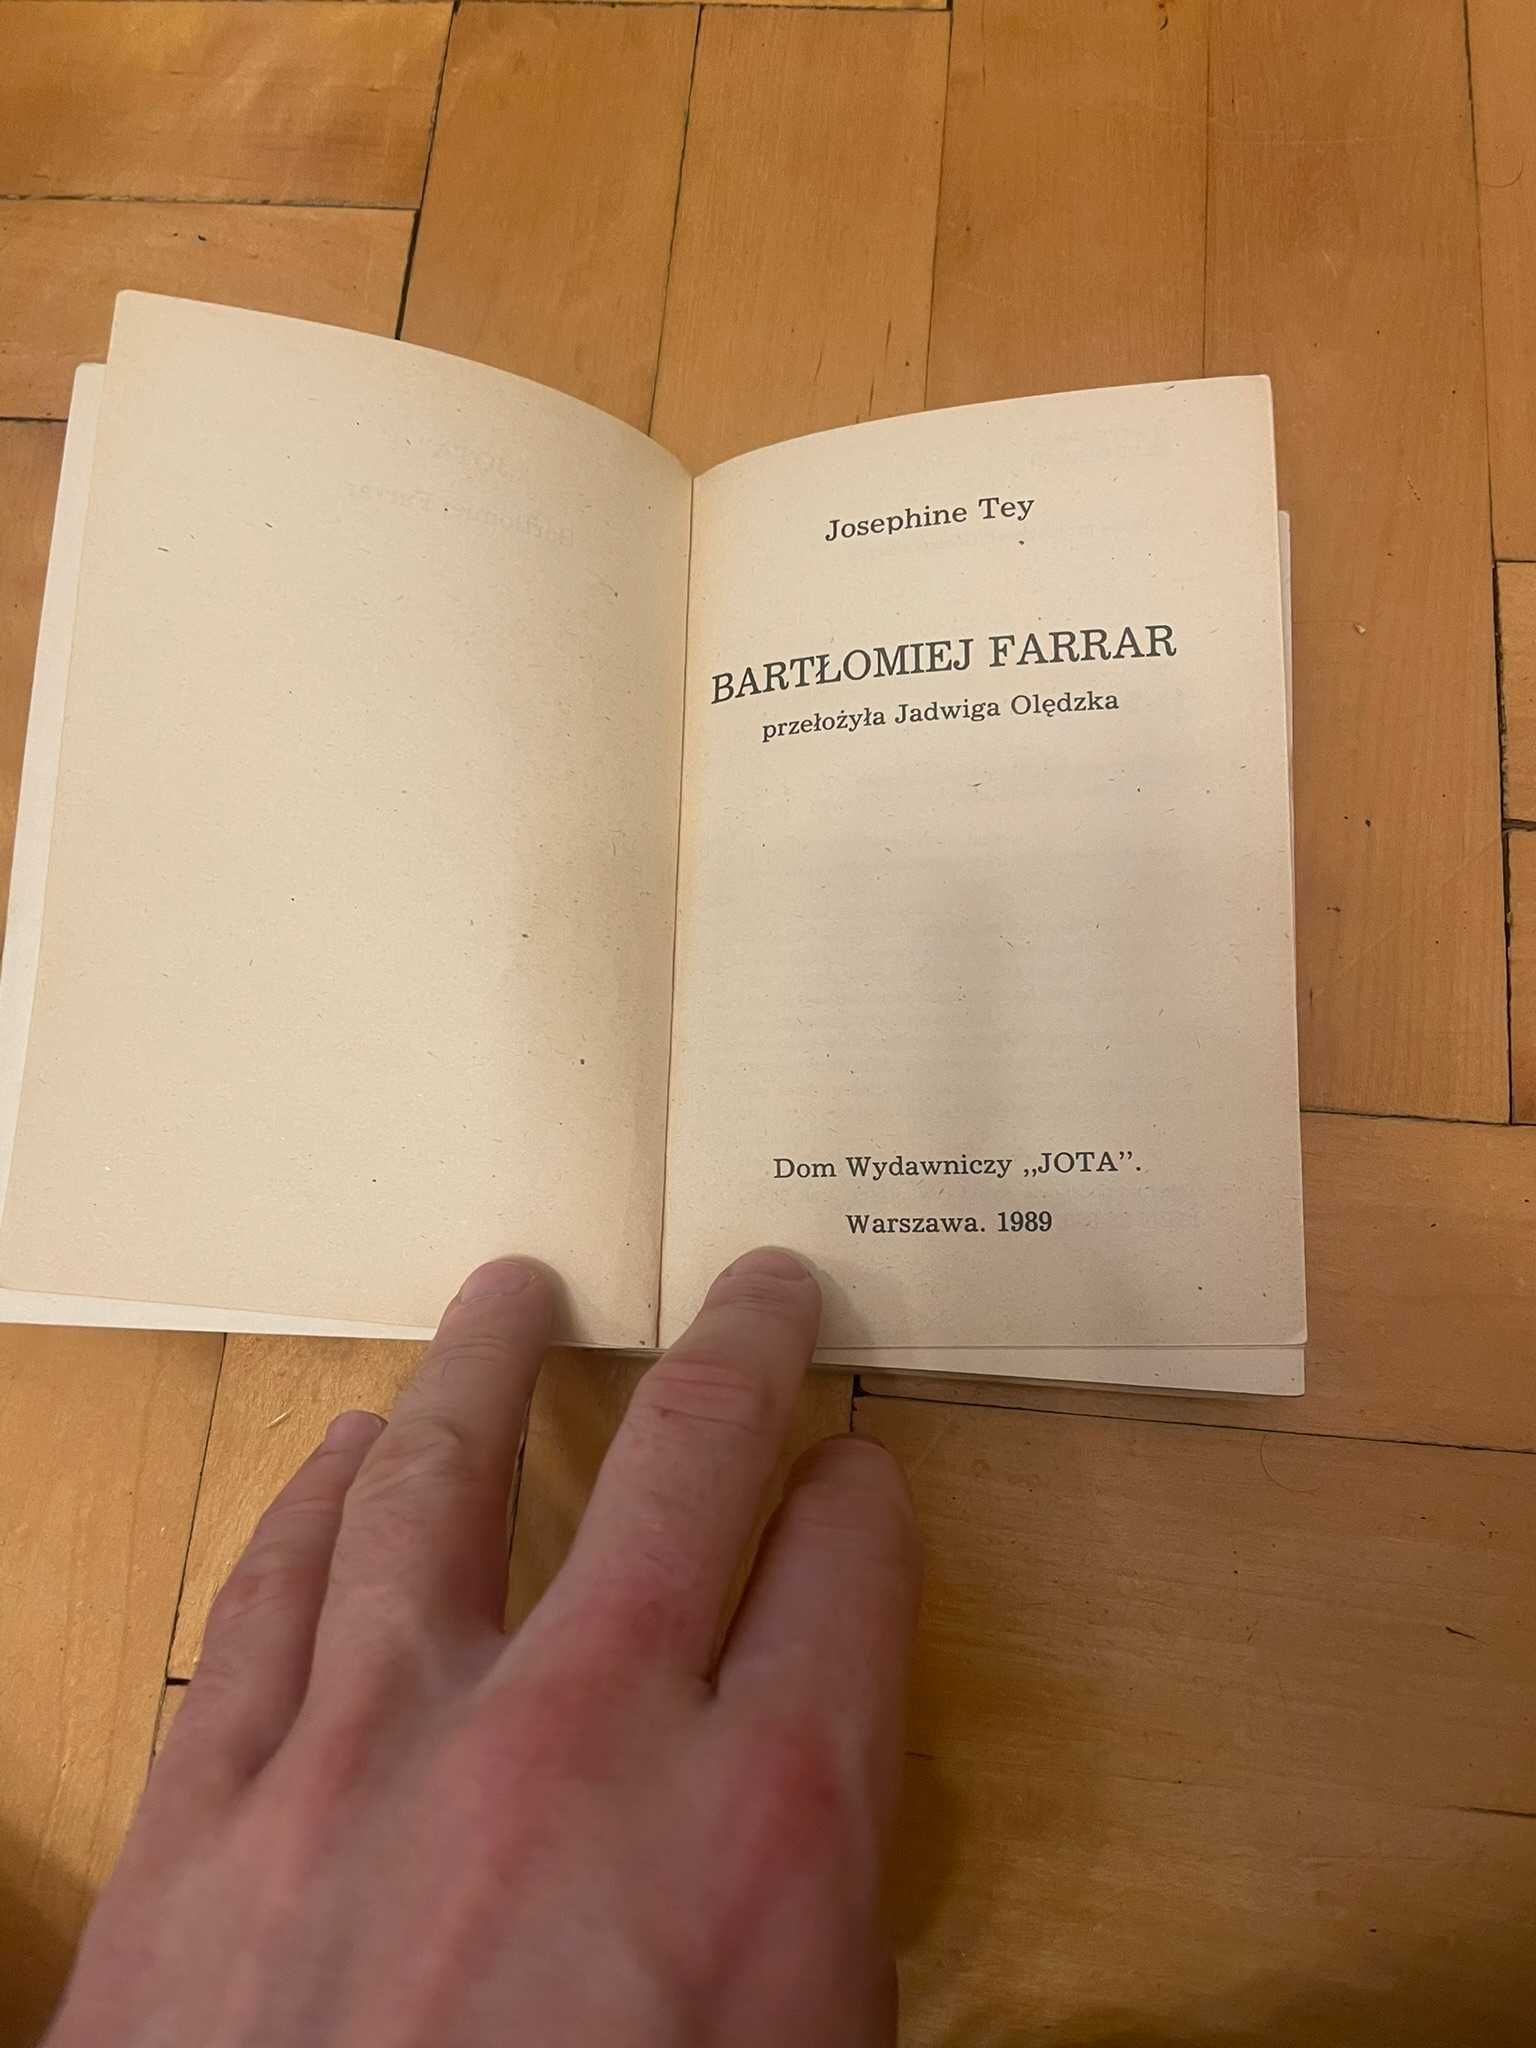 Josephine Tey
BARTŁOMIEJ FARRAR
przełożyła Jadwiga Olędzka
Dom Wydawniczy „JOTA”.
Warszawa. 1989